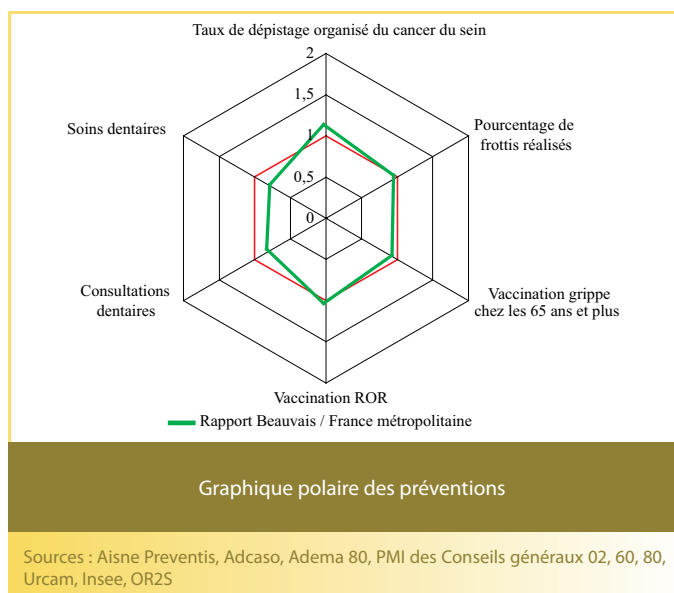 Taux de dépistage organisé du cancer du sein
2
1,5
1
0,5
0
Pourcentage de
frottis réalisés
Vaccination grippe
chez les 65 ans et plus
Vaccination ROR
Consultations
dentaires
Soins dentaires
Rapport Beauvais / France métropolitaine
Graphique polaire des préventions
Sources : Aisne Preventis, Adcaso, Adema 80, PMI des Conseils généraux 02, 60, 80,
Urcam, Insee, OR2S